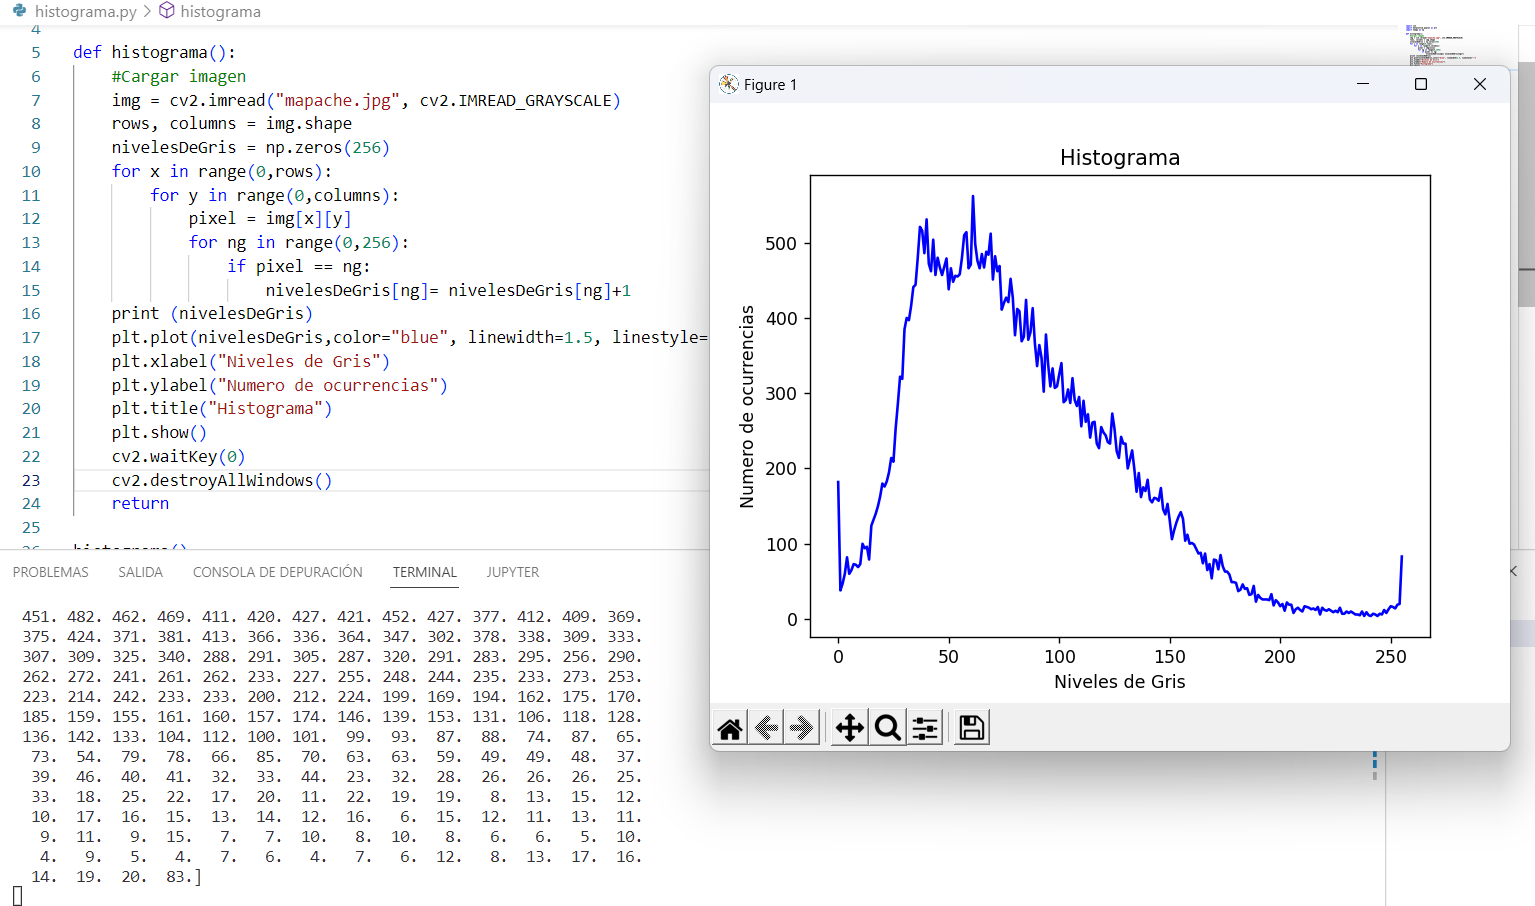 histograma.py > histograma
4
5 def histograma():
6 #Cargar imagen
7 img = cv2.imread("mapache.jpg", cv2.IMREAD_GRAYSCALE)
8 rows, columns = img.shape
9 nivelesDeGris = np.zeros(256)
10 for x in range(0,rows):
11 for y in range(0,columns):
12 pixel = img[x][y]
13 for ng in range(0,256):
14 if pixel == ng:
15 nivelesDeGris[ng]= nivelesDeGris[ng]+1
16 print (nivelesDeGris)
17 plt.plot(nivelesDeGris,color="blue", linewidth=1.5, linestyle=
18 plt.xlabel("Niveles de Gris")
19 plt.ylabel("Numero de ocurrencias")
20 plt.title("Histograma")
21 plt.show()
22 cv2.waitKey(0)
23 cv2.destroyAllWindows()
24 return
25
26 histograma()
PROBLEMAS SALIDA CONSOLA DE DEPURACIÓN TERMINAL JUPYTER
451. 482. 462. 469. 411. 420. 427. 421. 452. 427. 377. 412. 409. 369.
375. 424. 371. 381. 413. 366. 336. 364. 347. 302. 378. 338. 309. 333.
307. 309. 325. 340. 288. 291. 305. 287. 320. 291. 283. 295. 256. 290.
262. 272. 241. 261. 262. 233. 227. 255. 248. 244. 235. 233. 273. 253.
223. 214. 242. 233. 233. 200. 212. 224. 199. 169. 194. 162. 175. 170.
185. 159. 155. 161. 160. 157. 174. 146. 139. 153. 131. 106. 118. 128.
136. 142. 133. 104. 112. 100. 101. 99. 93. 87. 88. 74. 87. 65.
73. 54. 79. 78. 66. 85. 70. 63. 63. 59. 49. 49. 48. 37.
39. 46. 40. 41. 32. 33. 44. 23. 32. 28. 26. 26. 26. 25.
33. 18. 25. 22. 17. 20. 11. 22. 19. 19. 8. 13. 15. 12.
10. 17. 16. 15. 13. 14. 12. 16. 6. 15. 12. 11. 13. 11.
9. 11. 9. 15. 7. 7. 10. 8. 10. 8. 6. 6. 5. 10.
4. 9. 5. 4. 7. 6. 4. 7. 6. 12. 8. 13. 17. 16.
14. 19. 20. 83.]
Figure 1
Histograma
500
400
300
200
100
0
Numero de ocurrencias
0 50 100 150 200 250
Niveles de Gris